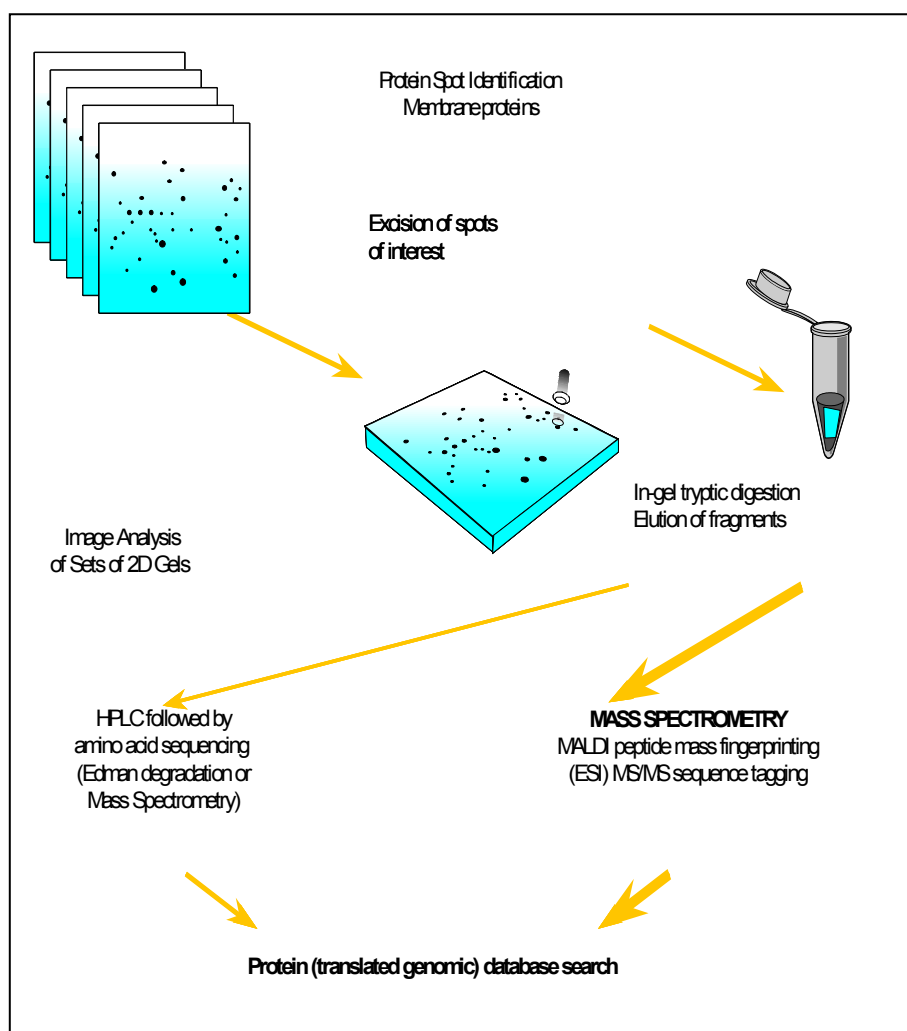 Protein Spot Identification
Membrane proteins
Excision of spots
of interest
In-gel tryptic digestion
Elution of fragments
Image Analysis
of Sets of 2D Gels
HPLC followed by
amino acid sequencing
(Edman degradation or
Mass Spectrometry)
MASS SPECTROMETRY
MALDI peptide mass fingerprinting
(ESI) MS/MS sequence tagging
Protein (translated genomic) database search